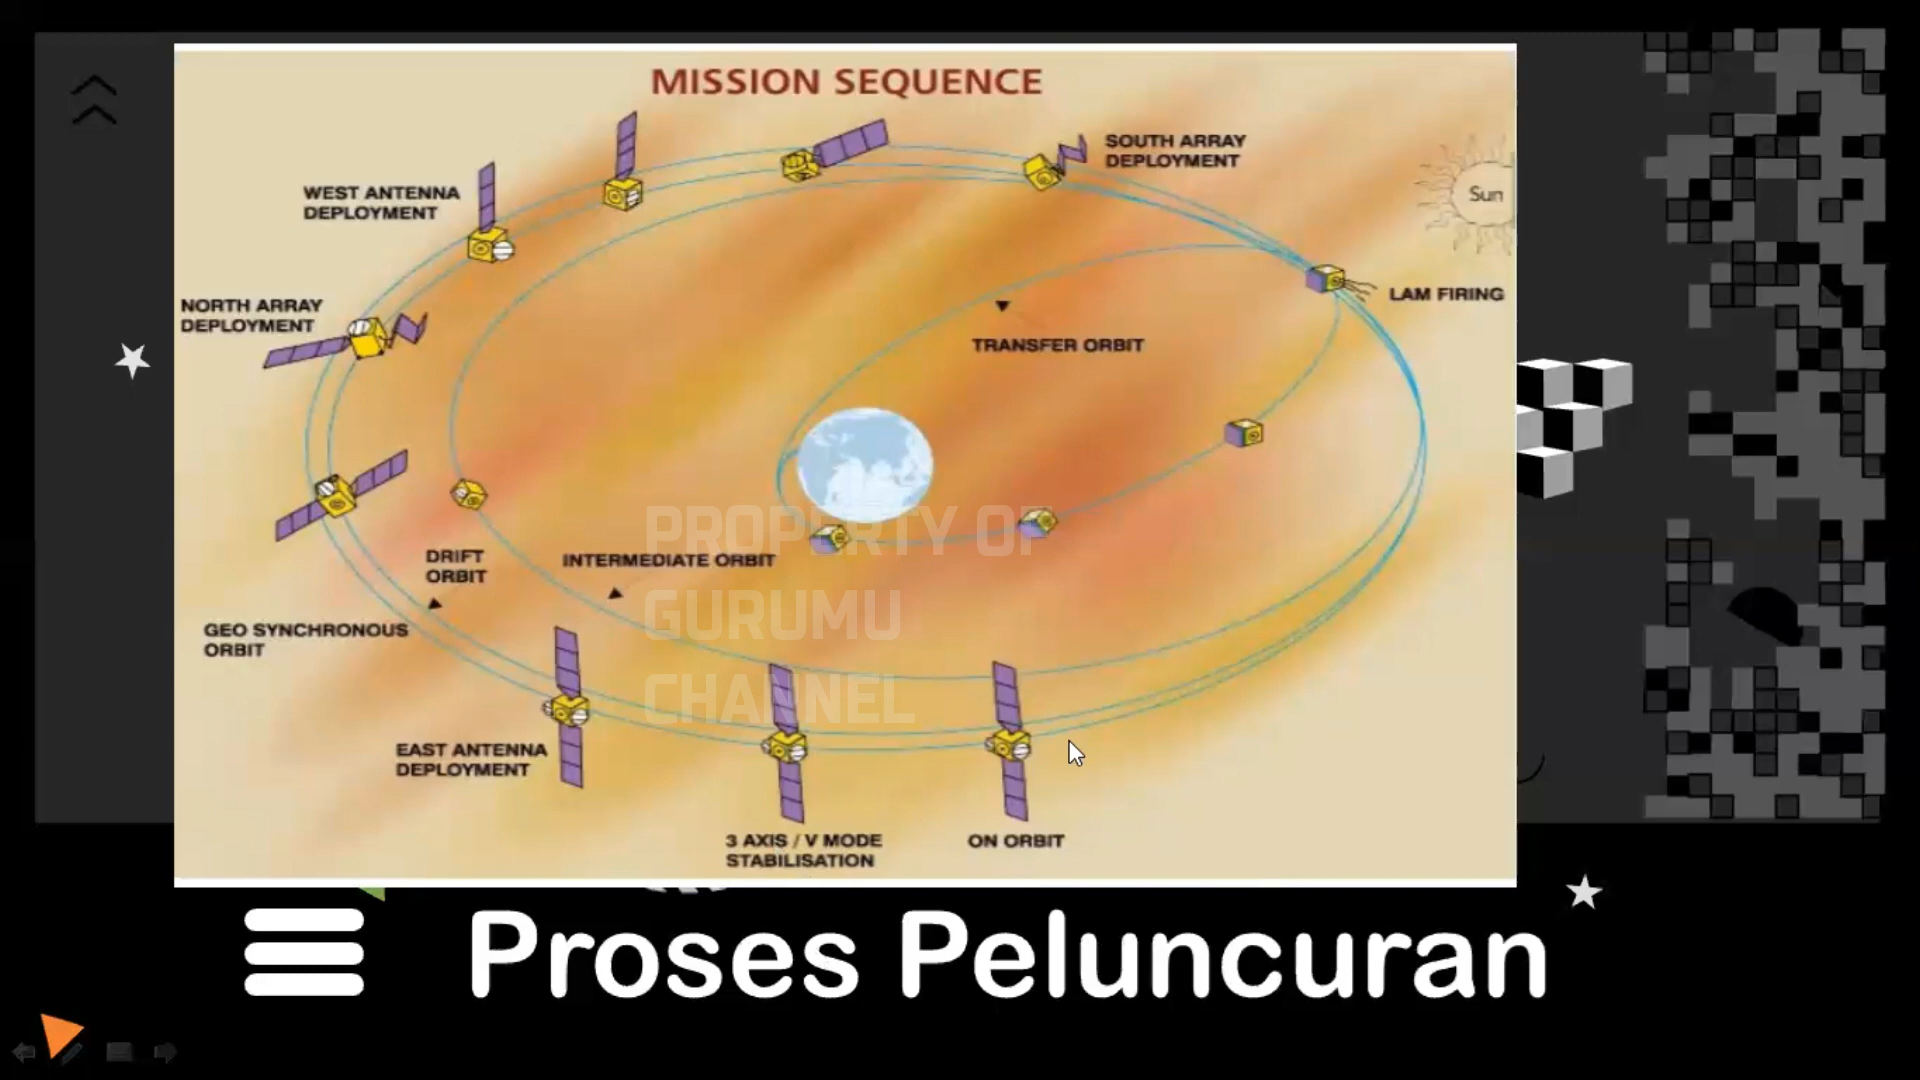 MISSION SEQUENCE
SOUTH ARRAY
DEPLOYMENT
WEST ANTENNA
DEPLOYMENT
Sun
NORTH ARRAY
DEPLOYMENT
LAM FIRING
TRANSFER ORBIT
PROPERTY OF
GURUMU
CHANNEL
DRIFT
ORBIT
INTERMEDIATE ORBIT
GEO SYNCHRONOUS
ORBIT
EAST ANTENNA
DEPLOYMENT
3 AXIS / V MODE
STABILISATION
ON ORBIT
Proses Peluncuran